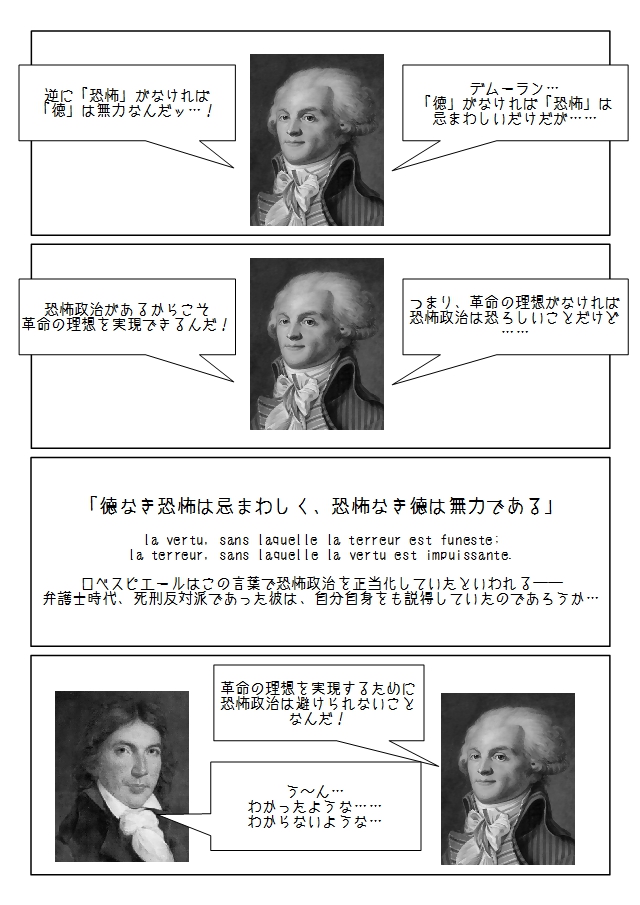 デムーラン…
「徳」がなければ「恐怖」は
忌まわしいだけだが……
逆に「恐怖」がなければ
「徳」は無力なんだッ…！
つまり、革命の理想がなければ
恐怖政治は恐ろしいことだけど
……
恐怖政治があるからこそ
革命の理想を実現できるんだ！
「徳なき恐怖は忌まわしく、恐怖なき徳は無力である」
la vertu, sans laquelle la terreur est funeste;
la terreur, sans laquelle la vertu est impuissante.
ロベスピエールはこの言葉で恐怖政治を正当化していたといわれる――
弁護士時代、死刑反対派であった彼は、自分自身をも説得していたのであろうか…
革命の理想を実現するために
恐怖政治は避けられないこと
なんだ！
う～ん…
わかったような……
わからないような…